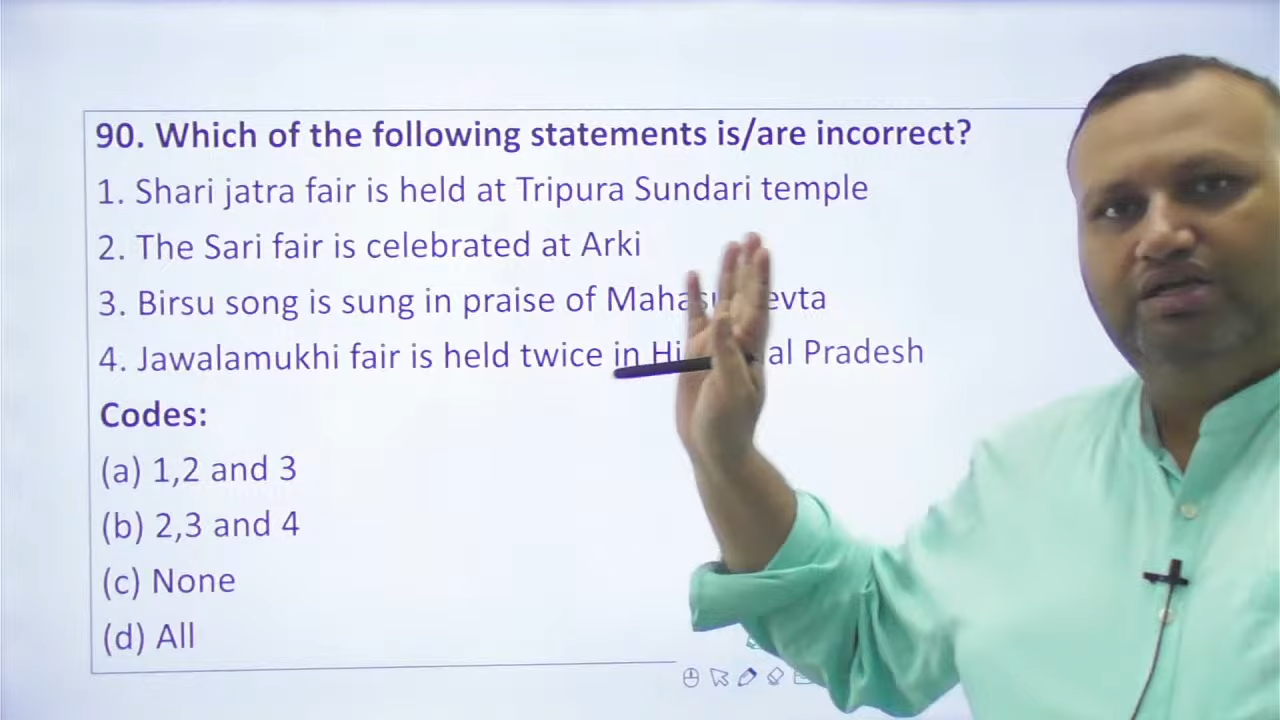 90. Which of the following statements is/are incorrect?
1. Shari jatra fair is held at Tripura Sundari temple
2. The Sari fair is celebrated at Arki
3. Birsu song is sung in praise of
4. Jawalamukhi fair is held twice in Pradesh
Codes:
(a) 1,2 and 3
(b) 2,3 and 4
(c) None
(d) All